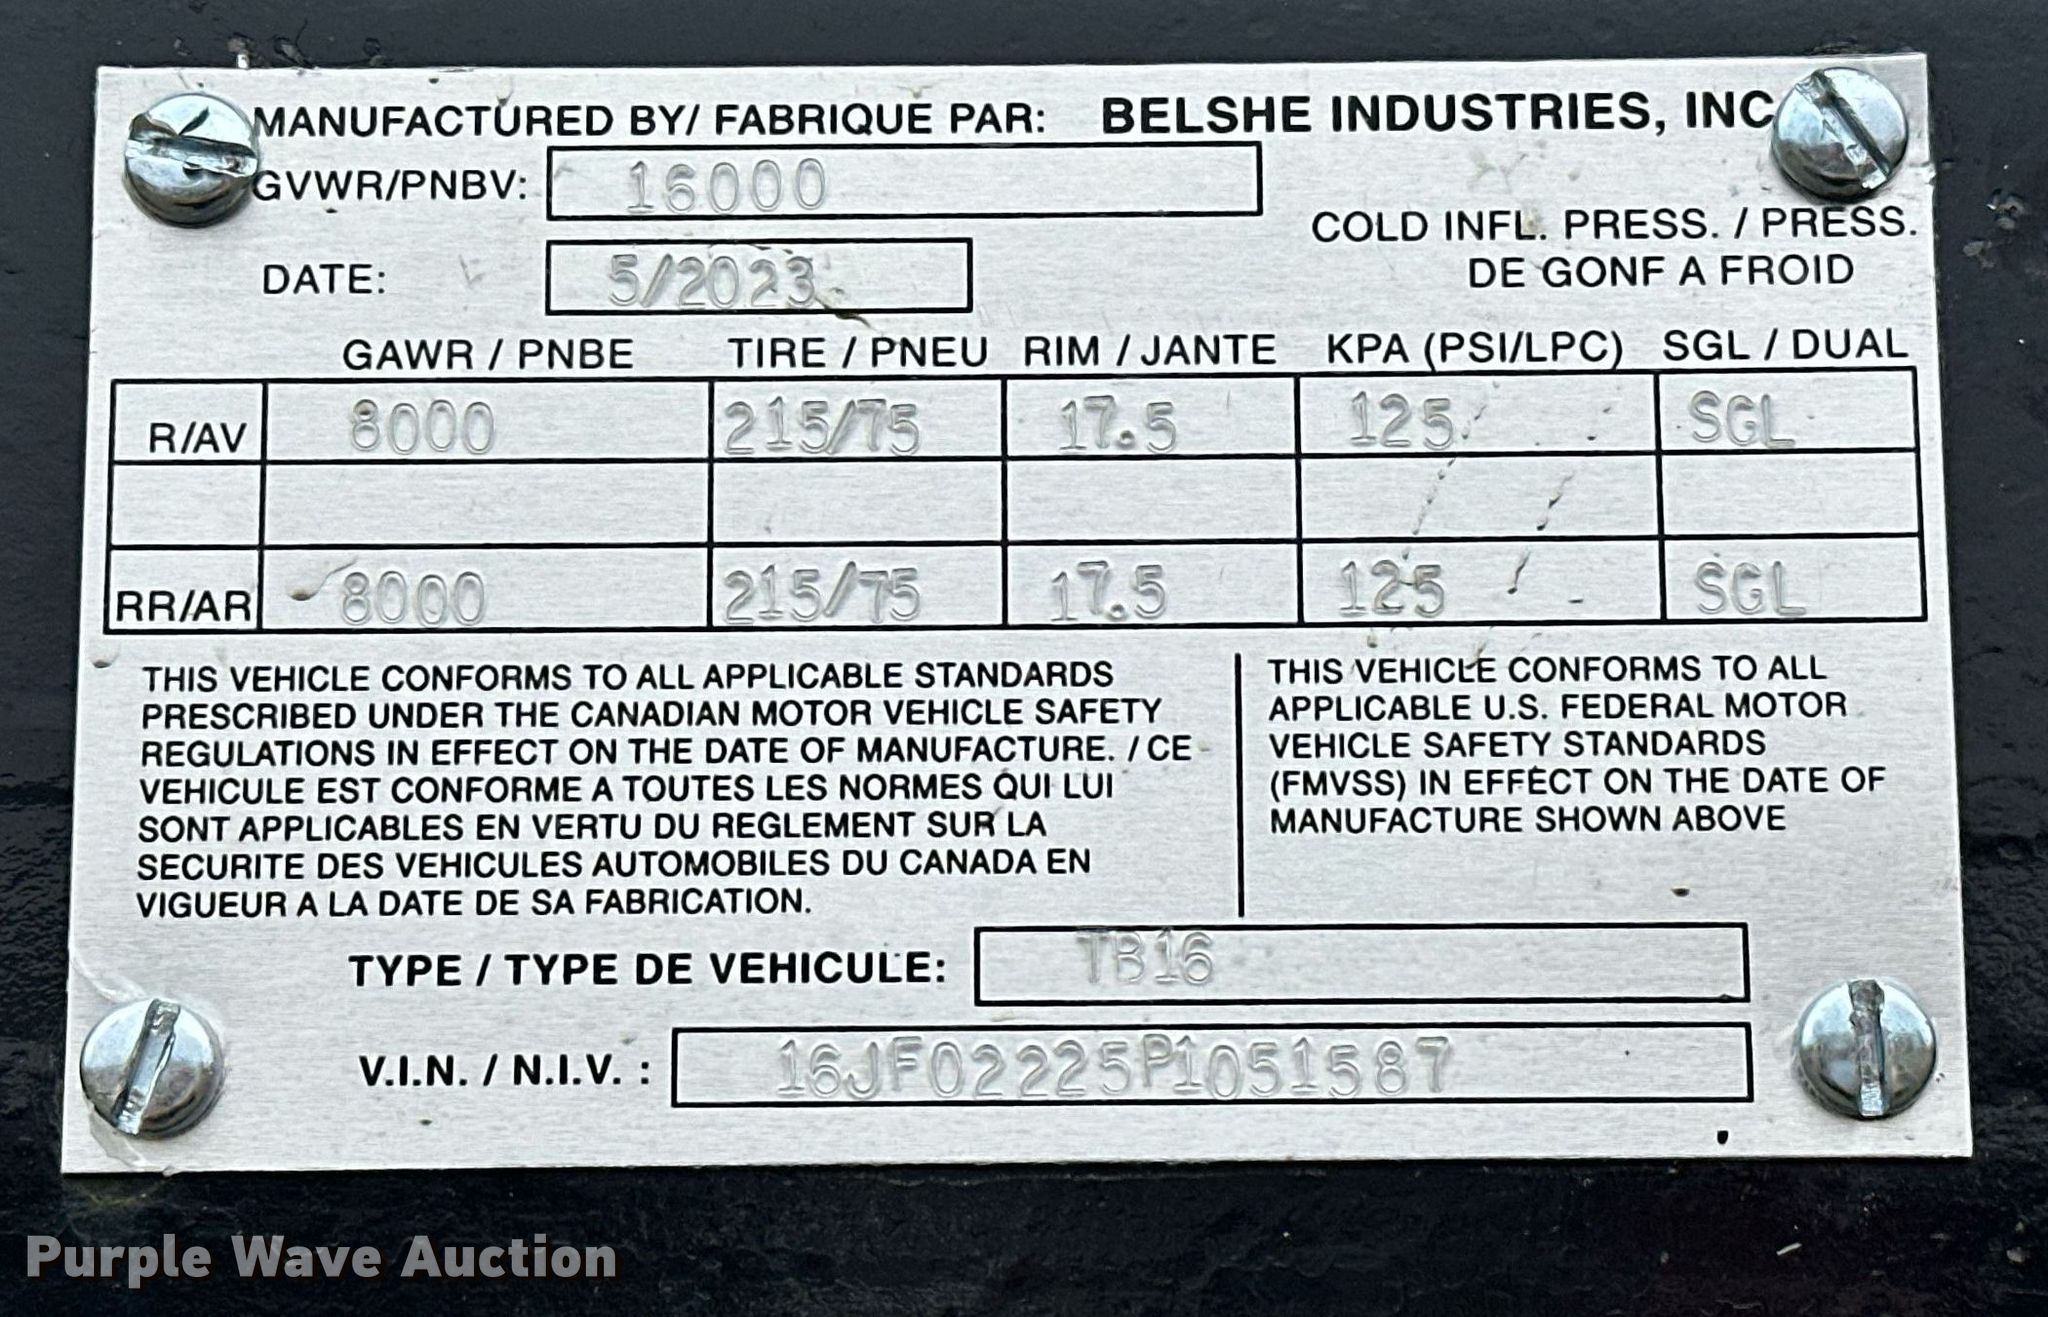 MANUFACTURED BY/ FABRIQUE PAR: BELSHE INDUSTRIES, INC
GVWR/PNBV: 16000
COLD INFL. PRESS. / PRESS.
DE GONF A FROID
DATE: 5/2023
GAWR / PNBE TIRE / PNEU RIM / JANTE KPA (PSI/LPC) SGL / DUAL
R/AV 8000 215/75 17.5 125 SGL
RR/AR 8000 215/75 17.5 125 SGL
THIS VEHICLE CONFORMS TO ALL APPLICABLE STANDARDS
PRESCRIBED UNDER THE CANADIAN MOTOR VEHICLE SAFETY
REGULATIONS IN EFFECT ON THE DATE OF MANUFACTURE. / CE
VEHICULE EST CONFORME A TOUTES LES NORMES QUI LUI
SONT APPLICABLES EN VERTU DU REGLEMENT SUR LA
SECURITE DES VEHICULES AUTOMOBILES DU CANADA EN
VIGUEUR A LA DATE DE SA FABRICATION.
THIS VEHICLE CONFORMS TO ALL
APPLICABLE U.S. FEDERAL MOTOR
VEHICLE SAFETY STANDARDS
(FMVSS) IN EFFECT ON THE DATE OF
MANUFACTURE SHOWN ABOVE
TYPE / TYPE DE VEHICULE: TB16
V.I.N. / N.I.V. : 16JF02225P1051587
Purple Wave Auction